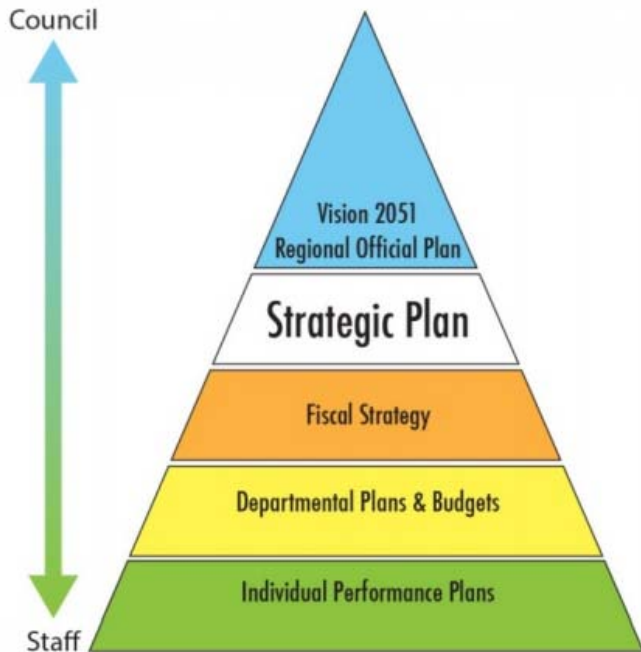 Council
Vision 2051
Regional Official Plan
Strategic Plan
Fiscal Strategy
Departmental Plans & Budgets
Individual Performance Plans
Staff